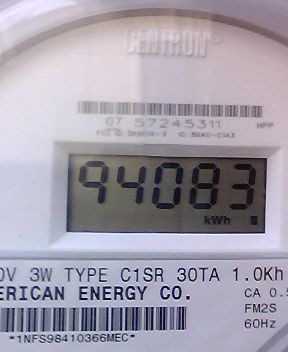 CENTRON®
07 57245311
94083
kWh
0V 3W TYPE C1SR 30TA 1.0Kh
ERICAN ENERGY CO.
CA 0.5
FM2S
60Hz
*1NFS98410366MEC*